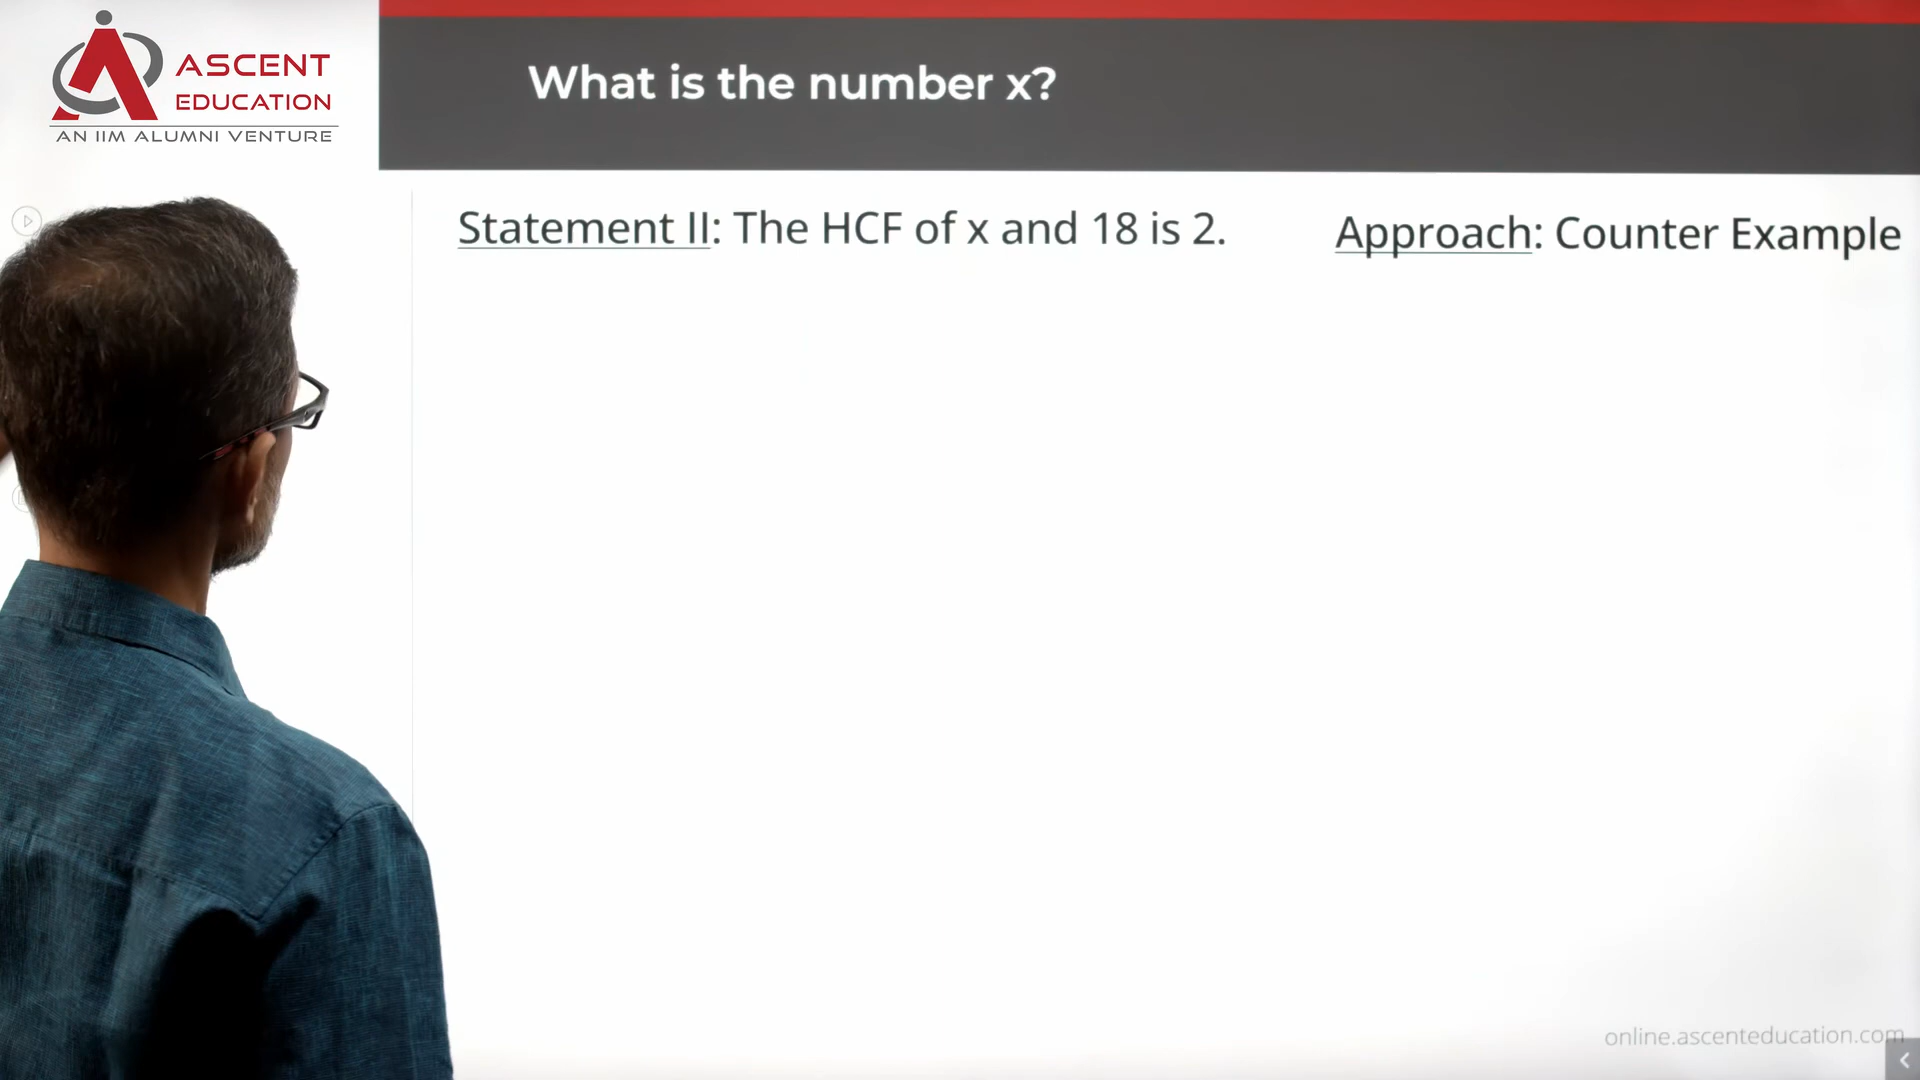 ASCENT
EDUCATION
AN IIM ALUMNI VENTURE
What is the number x?
Statement II: The HCF of x and 18 is 2.
Approach: Counter Example
online.ascenteducation.com